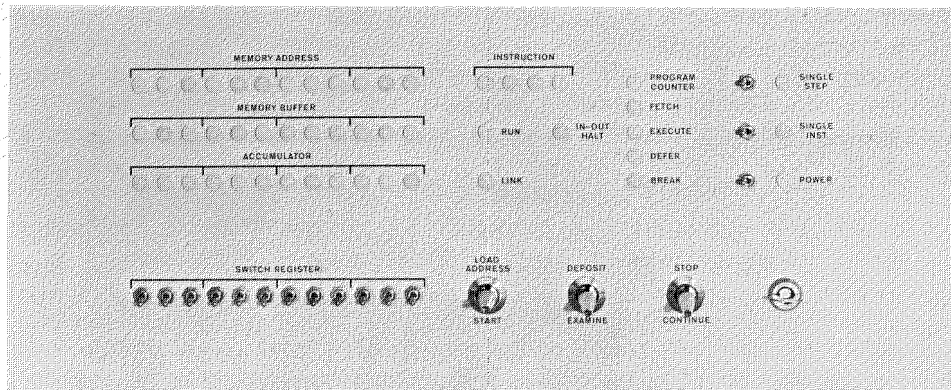 MEMORY ADDRESS
INSTRUCTION
PROGRAM
COUNTER
SINGLE
STEP
MEMORY BUFFER
FETCH
RUN
IN-OUT
HALT
EXECUTE
SINGLE
INST
ACCUMULATOR
DEFER
LINK
BREAK
POWER
SWITCH REGISTER
LOAD
ADDRESS
DEPOSIT
STOP
START
EXAMINE
CONTINUE